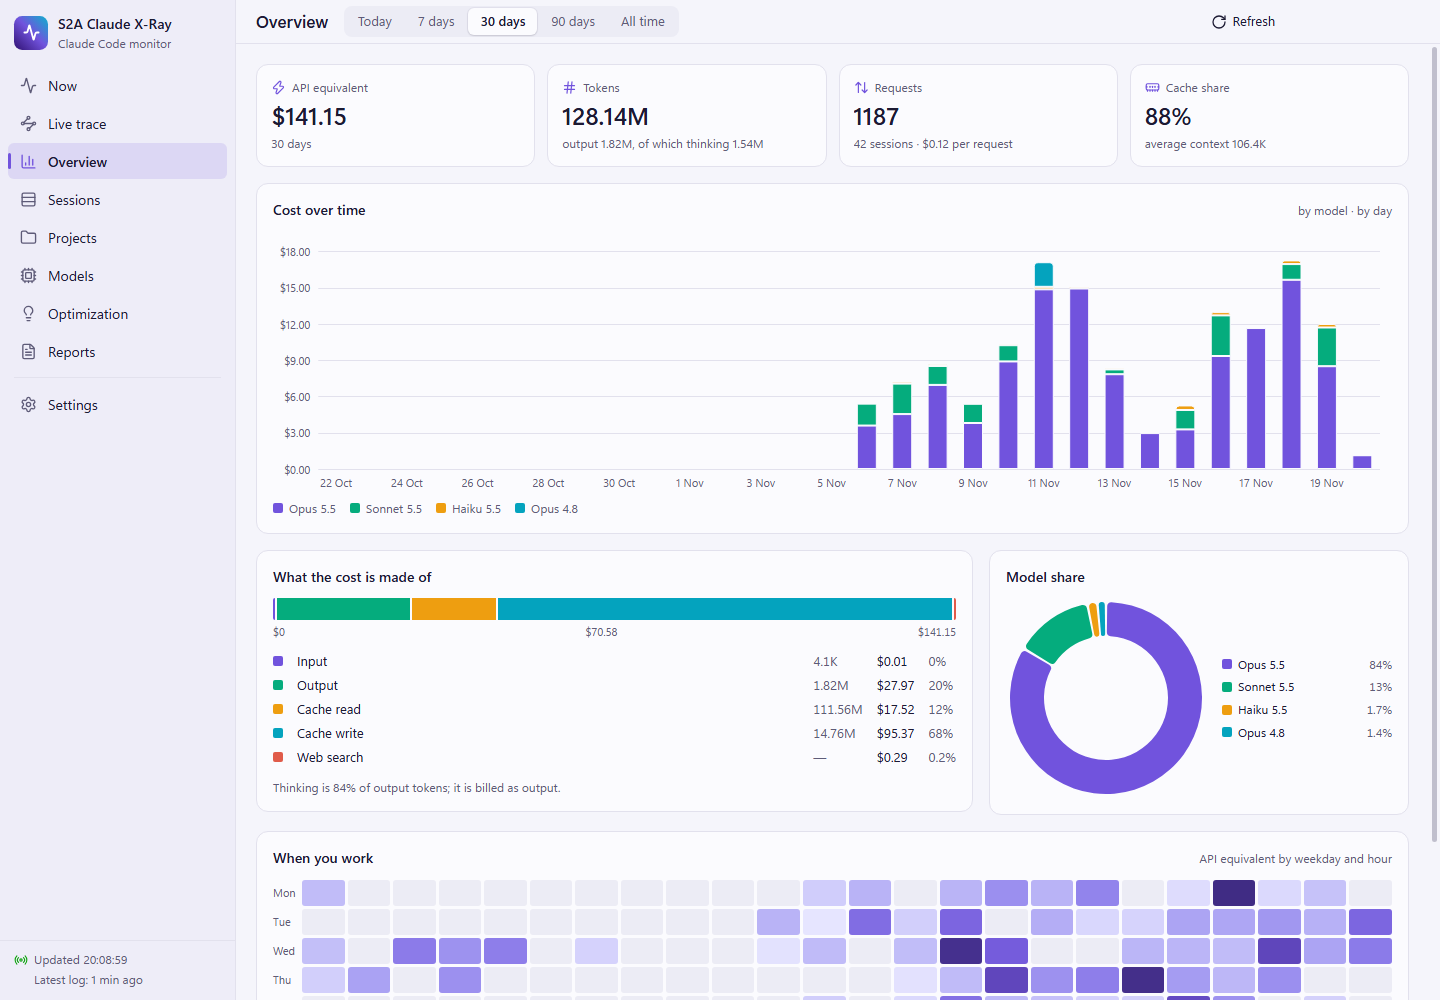 S2A Claude X-Ray
Claude Code monitor
Now
Live trace
Overview
Sessions
Projects
Models
Optimization
Reports
Settings
Updated 20:08:59
Latest log: 1 min ago
Overview
Today 7 days 30 days 90 days All time
Refresh
API equivalent
$141.15
30 days
Tokens
128.14M
output 1.82M, of which thinking 1.54M
Requests
1187
42 sessions · $0.12 per request
Cache share
88%
average context 106.4K
Cost over time
by model · by day
$18.00
$15.00
$12.00
$9.00
$6.00
$3.00
$0.00
22 Oct 24 Oct 26 Oct 28 Oct 30 Oct 1 Nov 3 Nov 5 Nov 7 Nov 9 Nov 11 Nov 13 Nov 15 Nov 17 Nov 19 Nov
Opus 5.5 Sonnet 5.5 Haiku 5.5 Opus 4.8
What the cost is made of
$0 $70.58 $141.15
Input 4.1K $0.01 0%
Output 1.82M $27.97 20%
Cache read 111.56M $17.52 12%
Cache write 14.76M $95.37 68%
Web search — $0.29 0.2%
Thinking is 84% of output tokens; it is billed as output.
Model share
Opus 5.5 84%
Sonnet 5.5 13%
Haiku 5.5 1.7%
Opus 4.8 1.4%
When you work
API equivalent by weekday and hour
Mon
Tue
Wed
Thu